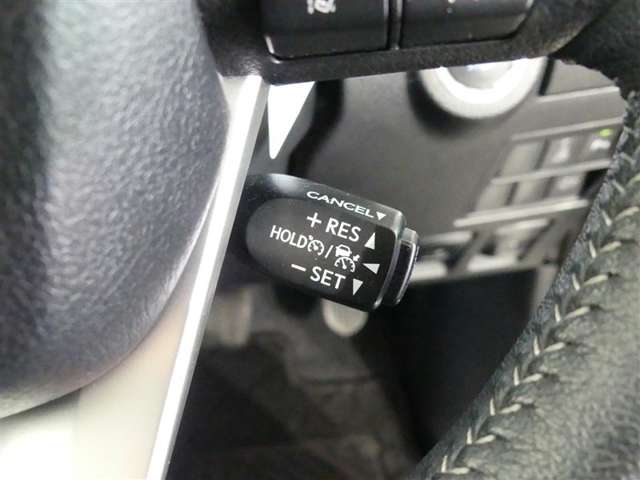 CANCEL▼
+ RES ▲
HOLD / ◀
− SET ▼